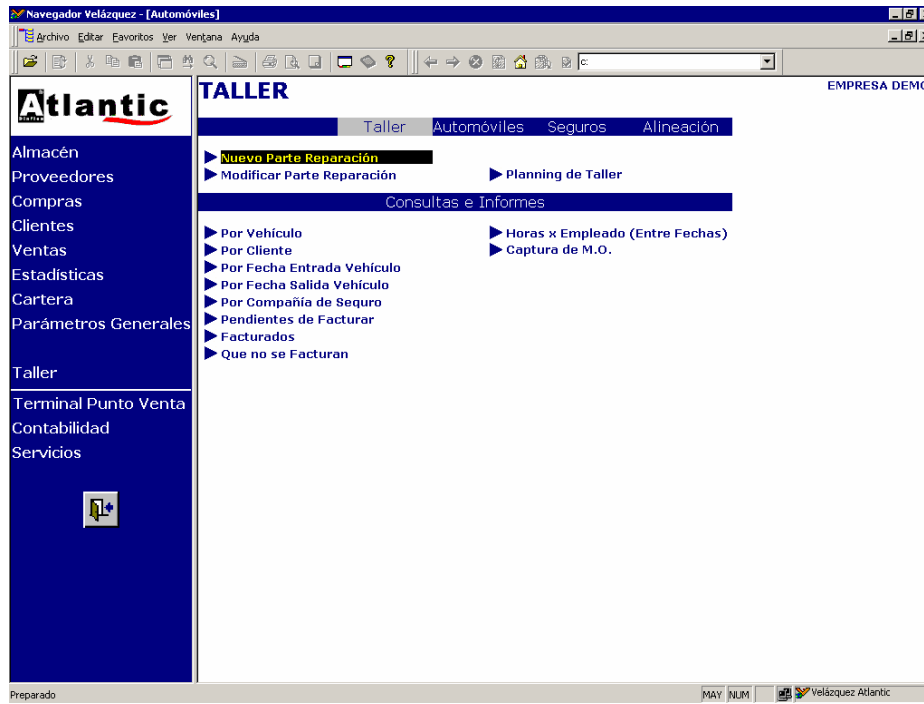 Navegador Velázquez - [Automóviles]
Archivo Editar Favoritos Ver Ventana Ayuda
c:
Atlantic
TALLER
EMPRESA DEMO
Taller Automóviles Seguros Alineación
Nuevo Parte Reparación
Modificar Parte Reparación
Planning de Taller
Consultas e Informes
Por Vehículo
Por Cliente
Por Fecha Entrada Vehículo
Por Fecha Salida Vehículo
Por Compañía de Seguro
Pendientes de Facturar
Facturados
Que no se Facturan
Horas x Empleado (Entre Fechas)
Captura de M.O.
Almacén
Proveedores
Compras
Clientes
Ventas
Estadísticas
Cartera
Parámetros Generales
Taller
Terminal Punto Venta
Contabilidad
Servicios
Preparado
MAY NUM
Velázquez Atlantic